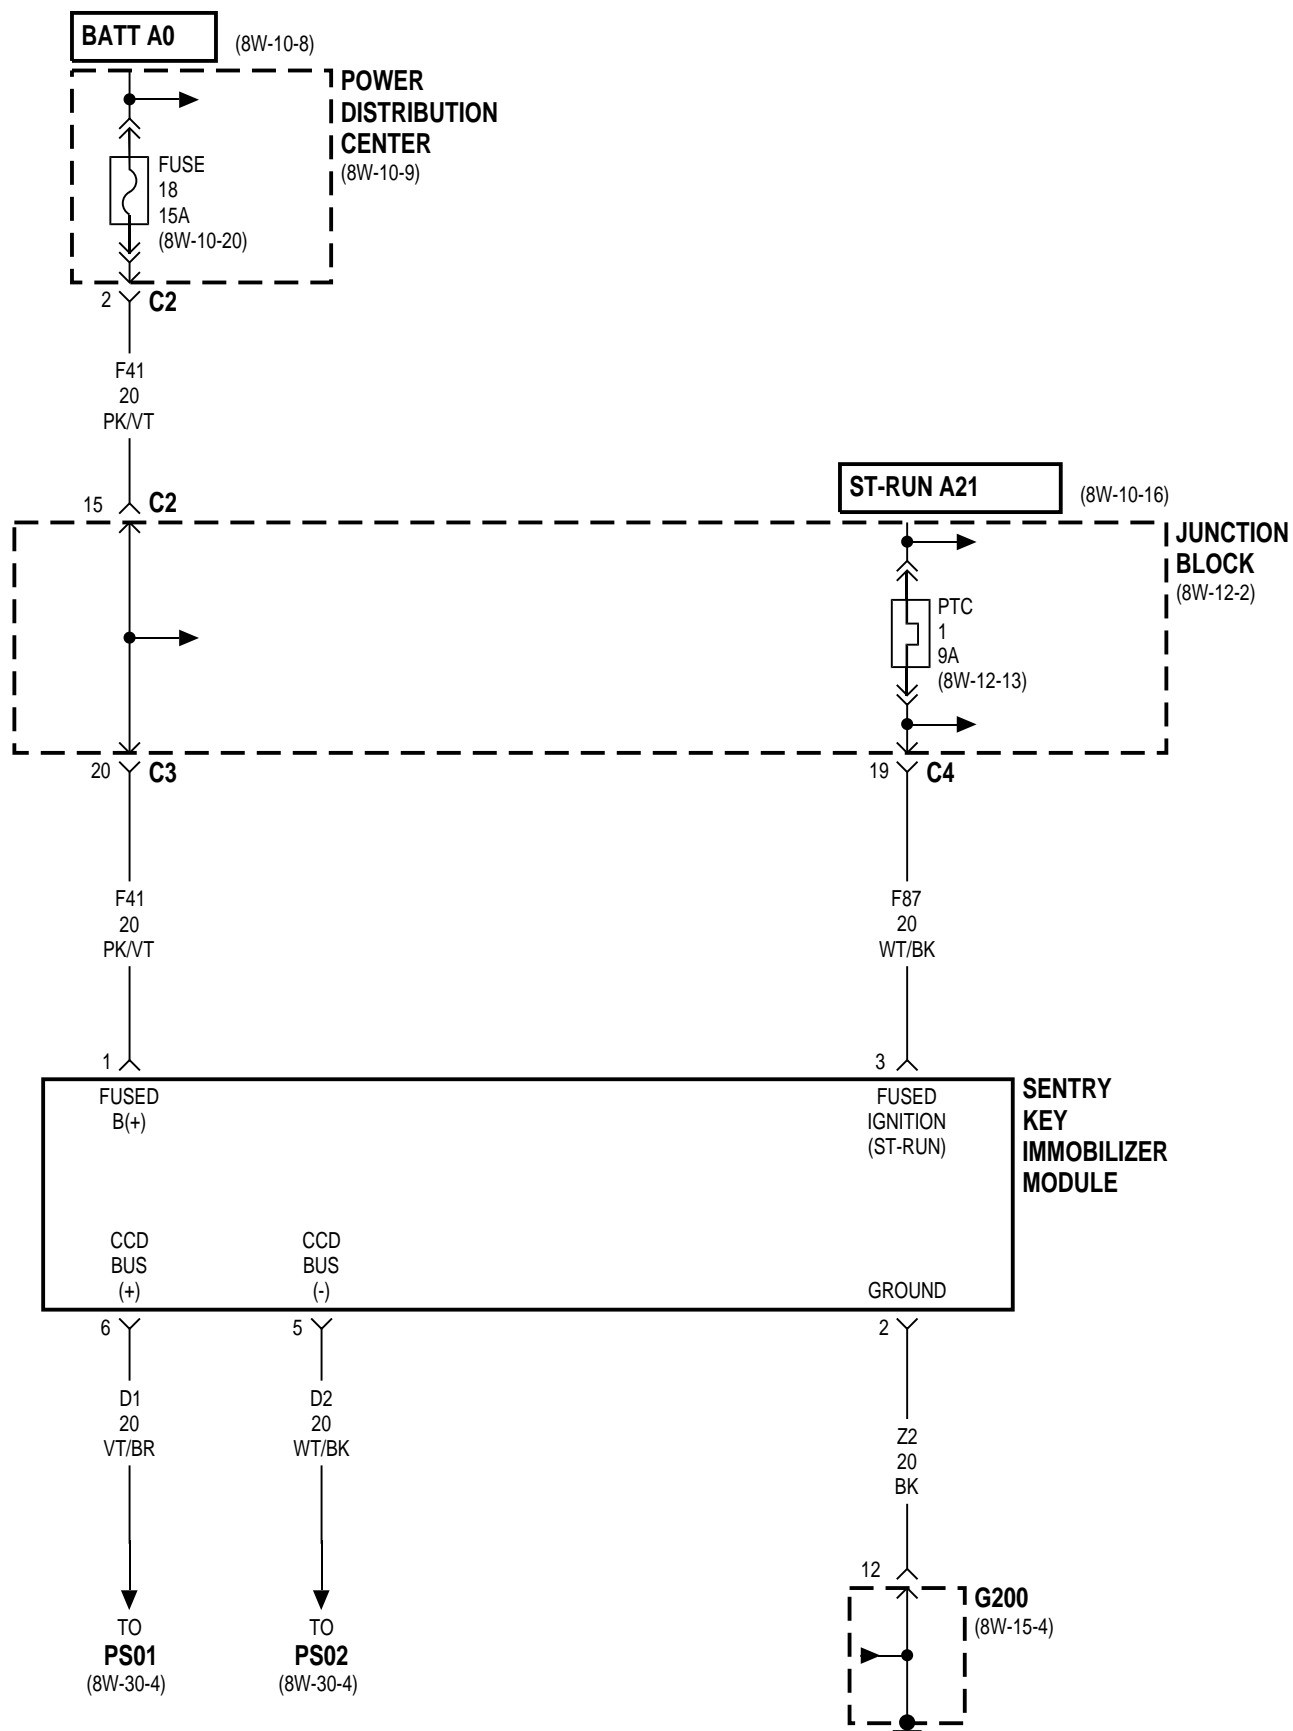 BATT A0
(8W-10-8)
POWER
DISTRIBUTION
CENTER
(8W-10-9)
FUSE
18
15A
(8W-10-20)
2 C2
F41
20
PK/VT
15 C2
ST-RUN A21
(8W-10-16)
JUNCTION
BLOCK
(8W-12-2)
PTC
1
9A
(8W-12-13)
20 C3
19 C4
F41
20
PK/VT
F87
20
WT/BK
1
3
FUSED
B(+)
FUSED
IGNITION
(ST-RUN)
SENTRY
KEY
IMMOBILIZER
MODULE
CCD
BUS
(+)
CCD
BUS
(-)
GROUND
6
5
2
D1
20
VT/BR
D2
20
WT/BK
Z2
20
BK
TO
PS01
(8W-30-4)
TO
PS02
(8W-30-4)
12
G200
(8W-15-4)